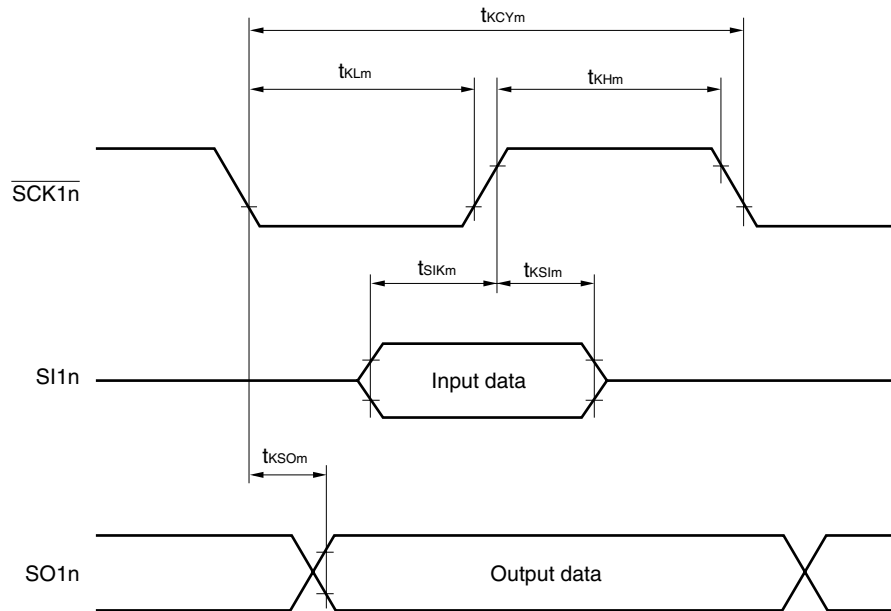 tKCYm
tKLm
tKHm
SCK1n
tSIKm
tKSIm
SI1n
Input data
tKSOm
SO1n
Output data